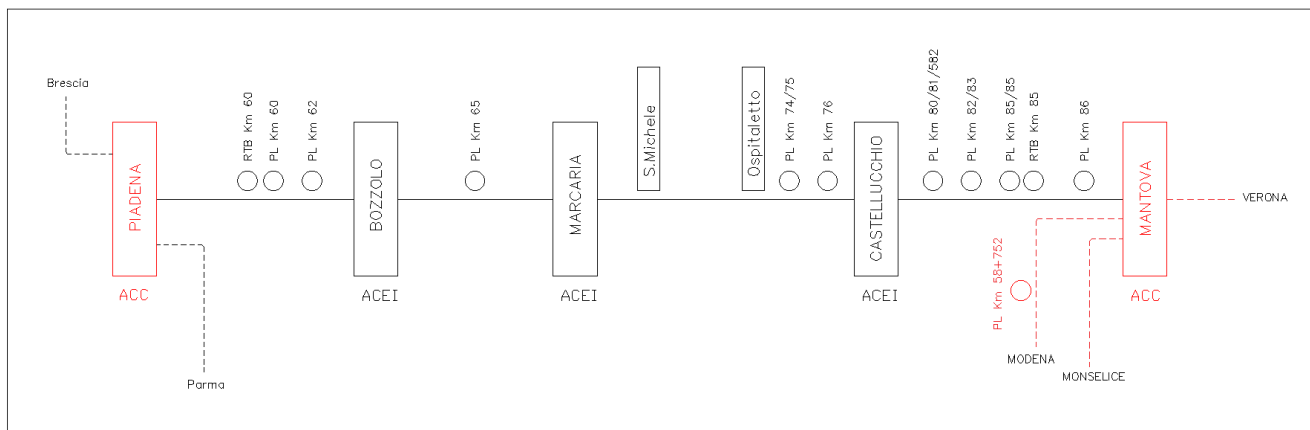 Brescia
PIADENA
ACC
Parma
RTB Km 60
PL Km 60
PL Km 62
BOZZOLO
ACEI
PL Km 65
MARCARIA
ACEI
S.Michele
Ospitaletto
PL Km 74/75
PL Km 76
CASTELLUCCHIO
ACEI
PL Km 80/81/582
PL Km 82/83
PL Km 85/85
RTB Km 85
PL Km 86
MANTOVA
ACC
VERONA
PL Km 58+752
MODENA
MONSELICE